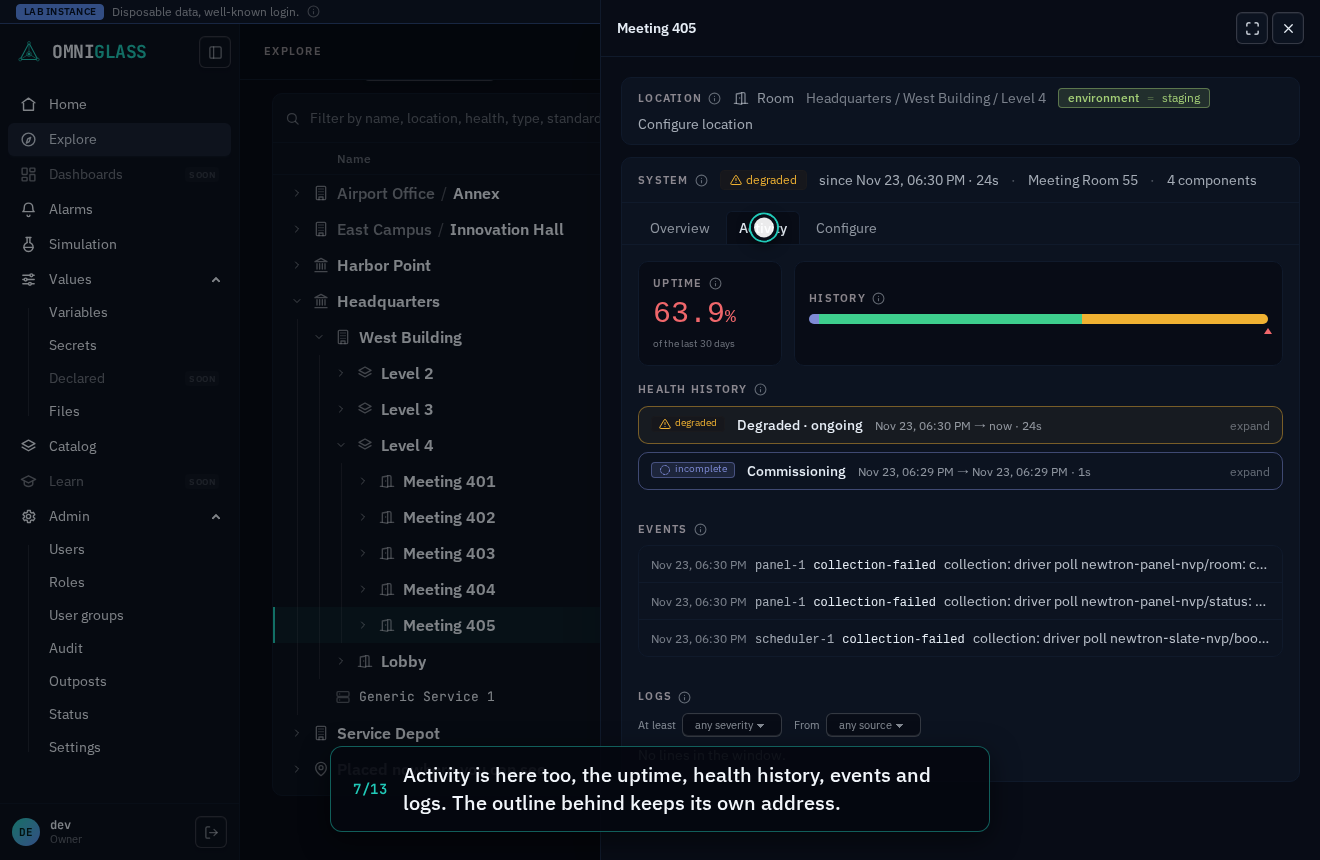 LAB INSTANCE Disposable data, well-known login.
OMNIGLASS
Home
Explore
Dashboards SOON
Alarms
Simulation
Values
Variables
Secrets
Declared SOON
Files
Catalog
Learn SOON
Admin
Users
Roles
User groups
Audit
Outposts
Status
Settings
DE dev
Owner
EXPLORE
Filter by name, location, health, type, standard
Name
Airport Office / Annex
East Campus / Innovation Hall
Harbor Point
Headquarters
West Building
Level 2
Level 3
Level 4
Meeting 401
Meeting 402
Meeting 403
Meeting 404
Meeting 405
Lobby
Generic Service 1
Service Depot
Meeting 405
LOCATION Room Headquarters / West Building / Level 4 environment = staging
Configure location
SYSTEM degraded since Nov 23, 06:30 PM · 24s · Meeting Room 55 · 4 components
Overview Activity Configure
UPTIME
63.9%
of the last 30 days
HISTORY
HEALTH HISTORY
degraded Degraded · ongoing Nov 23, 06:30 PM → now · 24s expand
incomplete Commissioning Nov 23, 06:29 PM → Nov 23, 06:29 PM · 1s expand
EVENTS
Nov 23, 06:30 PM panel-1 collection-failed collection: driver poll newtron-panel-nvp/room: c...
Nov 23, 06:30 PM panel-1 collection-failed collection: driver poll newtron-panel-nvp/status: ...
Nov 23, 06:30 PM scheduler-1 collection-failed collection: driver poll newtron-slate-nvp/boo...
LOGS
At least any severity From any source
No lines in the window.
7/13 Activity is here too, the uptime, health history, events and
logs. The outline behind keeps its own address.